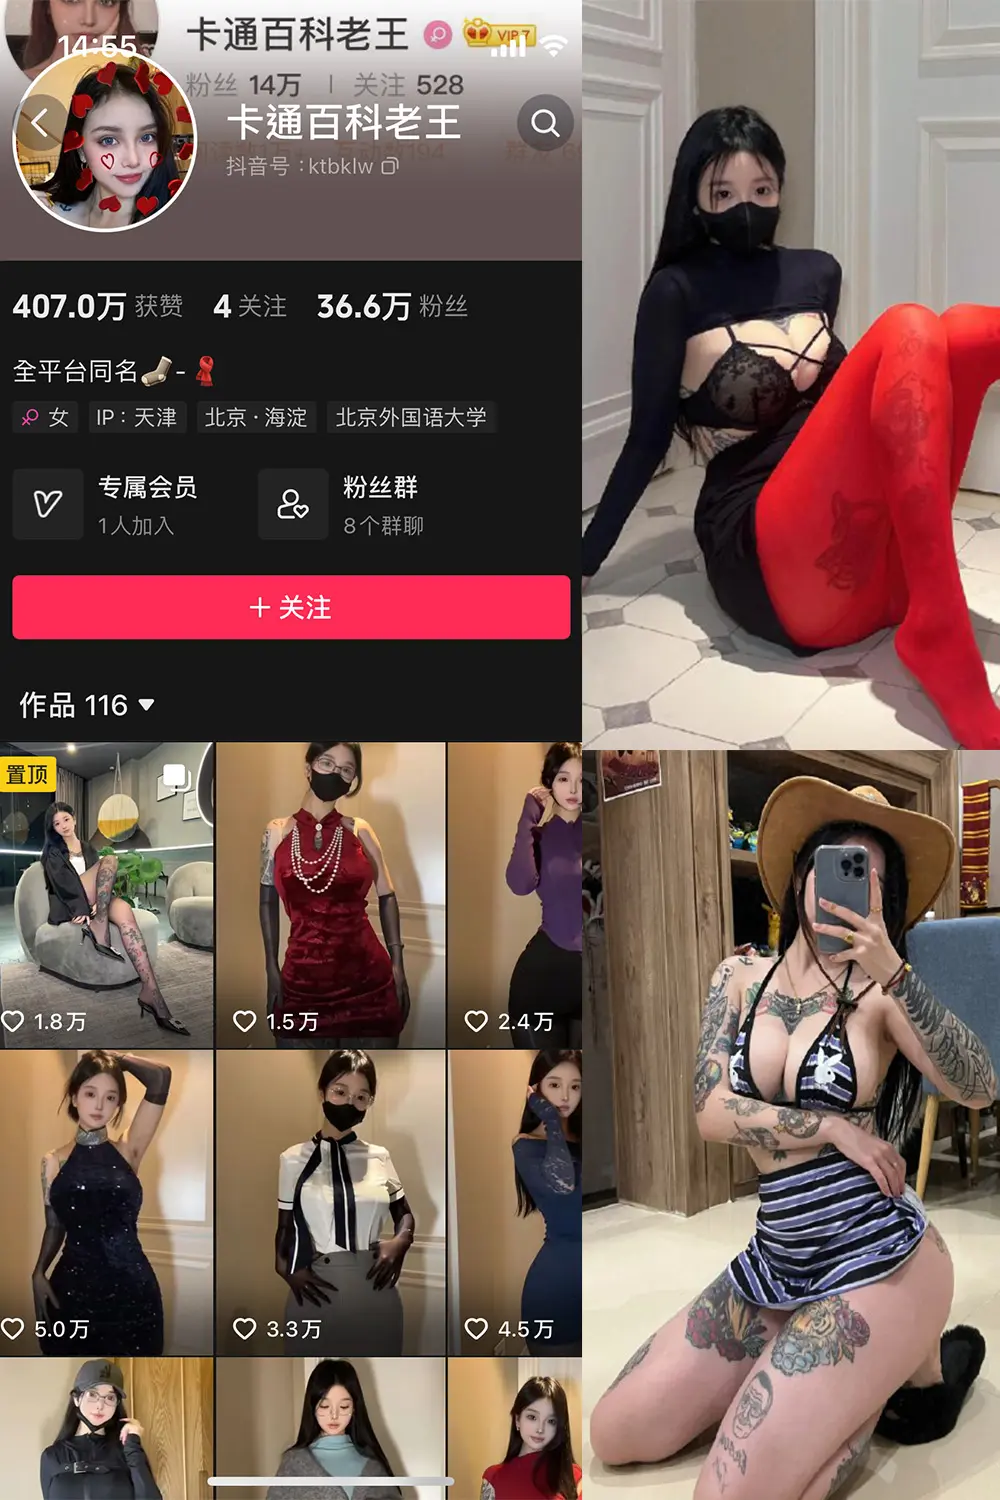 卡通百科老王 VIP 7
14:55
粉丝 14万 | 关注 528
卡通百科老王
抖音号：ktbklw
407.0万 获赞 4 关注 36.6万 粉丝
全平台同名 -
女 IP：天津 北京·海淀 北京外国语大学
专属会员 粉丝群
1人加入 8个群聊
＋ 关注
作品 116
置顶
1.8万 1.5万 2.4万
5.0万 3.3万 4.5万